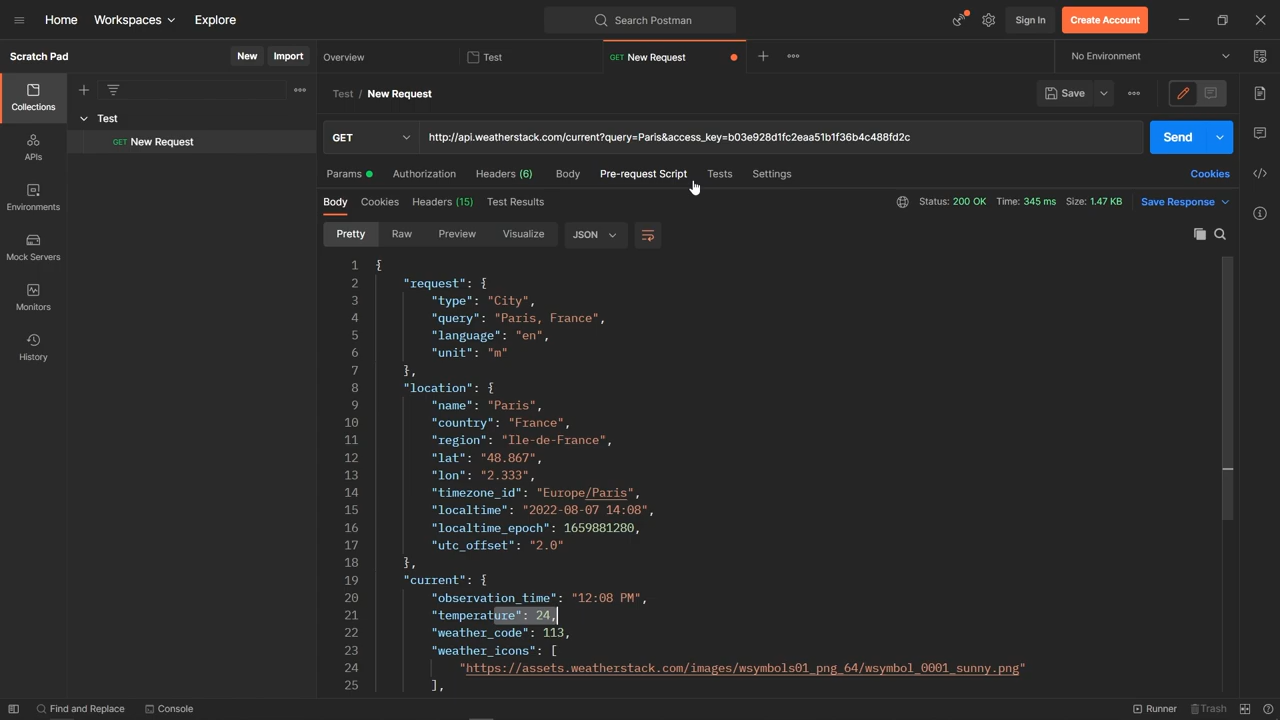 Home Workspaces Explore Search Postman Sign In Create Account
Scratch Pad New Import Overview Test GET New Request No Environment
Collections
Test / New Request Save
Test
GET New Request
GET http://api.weatherstack.com/current?query=Paris&access_key=b03e928d1fc2eaa51b1f36b4c488fd2c Send
APIs
Params Authorization Headers (6) Body Pre-request Script Tests Settings Cookies
Environments
Body Cookies Headers (15) Test Results Status: 200 OK Time: 345 ms Size: 1.47 KB Save Response
Pretty Raw Preview Visualize JSON
Mock Servers
Monitors
History
1 {
2 "request": {
3 "type": "City",
4 "query": "Paris, France",
5 "language": "en",
6 "unit": "m"
7 },
8 "location": {
9 "name": "Paris",
10 "country": "France",
11 "region": "Ile-de-France",
12 "lat": "48.867",
13 "lon": "2.333",
14 "timezone_id": "Europe/Paris",
15 "localtime": "2022-08-07 14:08",
16 "localtime_epoch": 1659881280,
17 "utc_offset": "2.0"
18 },
19 "current": {
20 "observation_time": "12:08 PM",
21 "temperature": 24,
22 "weather_code": 113,
23 "weather_icons": [
24 "https://assets.weatherstack.com/images/wsymbols01_png_64/wsymbol_0001_sunny.png"
25 ],
Find and Replace Console Runner Trash